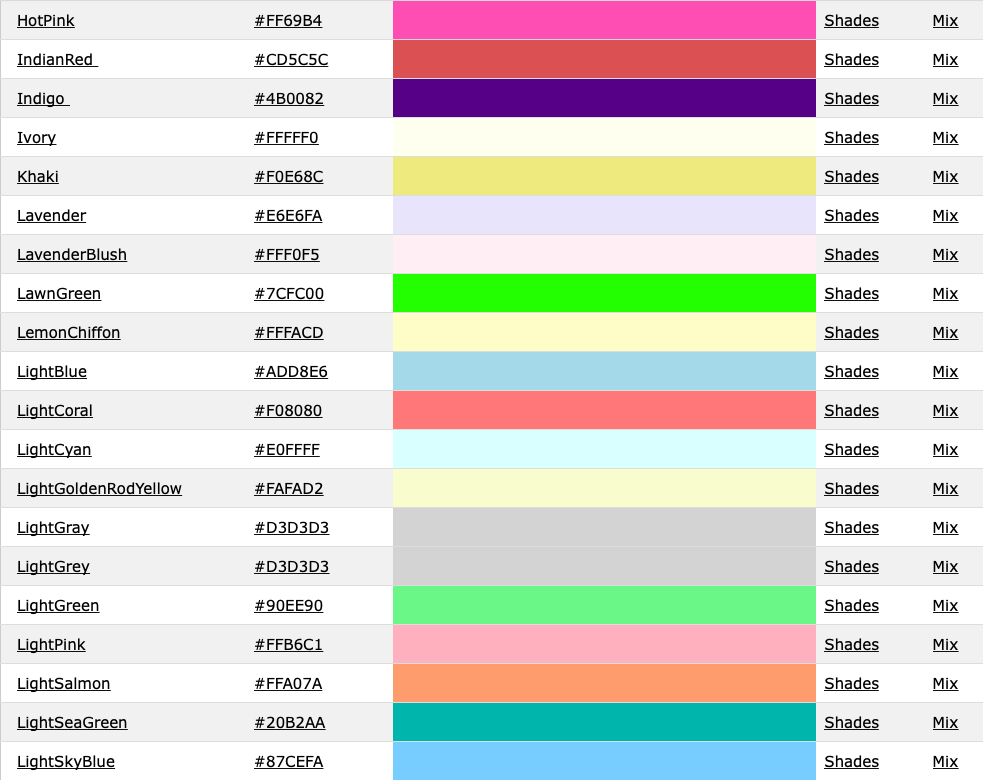 HotPink #FF69B4 Shades Mix
IndianRed #CD5C5C Shades Mix
Indigo #4B0082 Shades Mix
Ivory #FFFFF0 Shades Mix
Khaki #F0E68C Shades Mix
Lavender #E6E6FA Shades Mix
LavenderBlush #FFF0F5 Shades Mix
LawnGreen #7CFC00 Shades Mix
LemonChiffon #FFFACD Shades Mix
LightBlue #ADD8E6 Shades Mix
LightCoral #F08080 Shades Mix
LightCyan #E0FFFF Shades Mix
LightGoldenRodYellow #FAFAD2 Shades Mix
LightGray #D3D3D3 Shades Mix
LightGrey #D3D3D3 Shades Mix
LightGreen #90EE90 Shades Mix
LightPink #FFB6C1 Shades Mix
LightSalmon #FFA07A Shades Mix
LightSeaGreen #20B2AA Shades Mix
LightSkyBlue #87CEFA Shades Mix